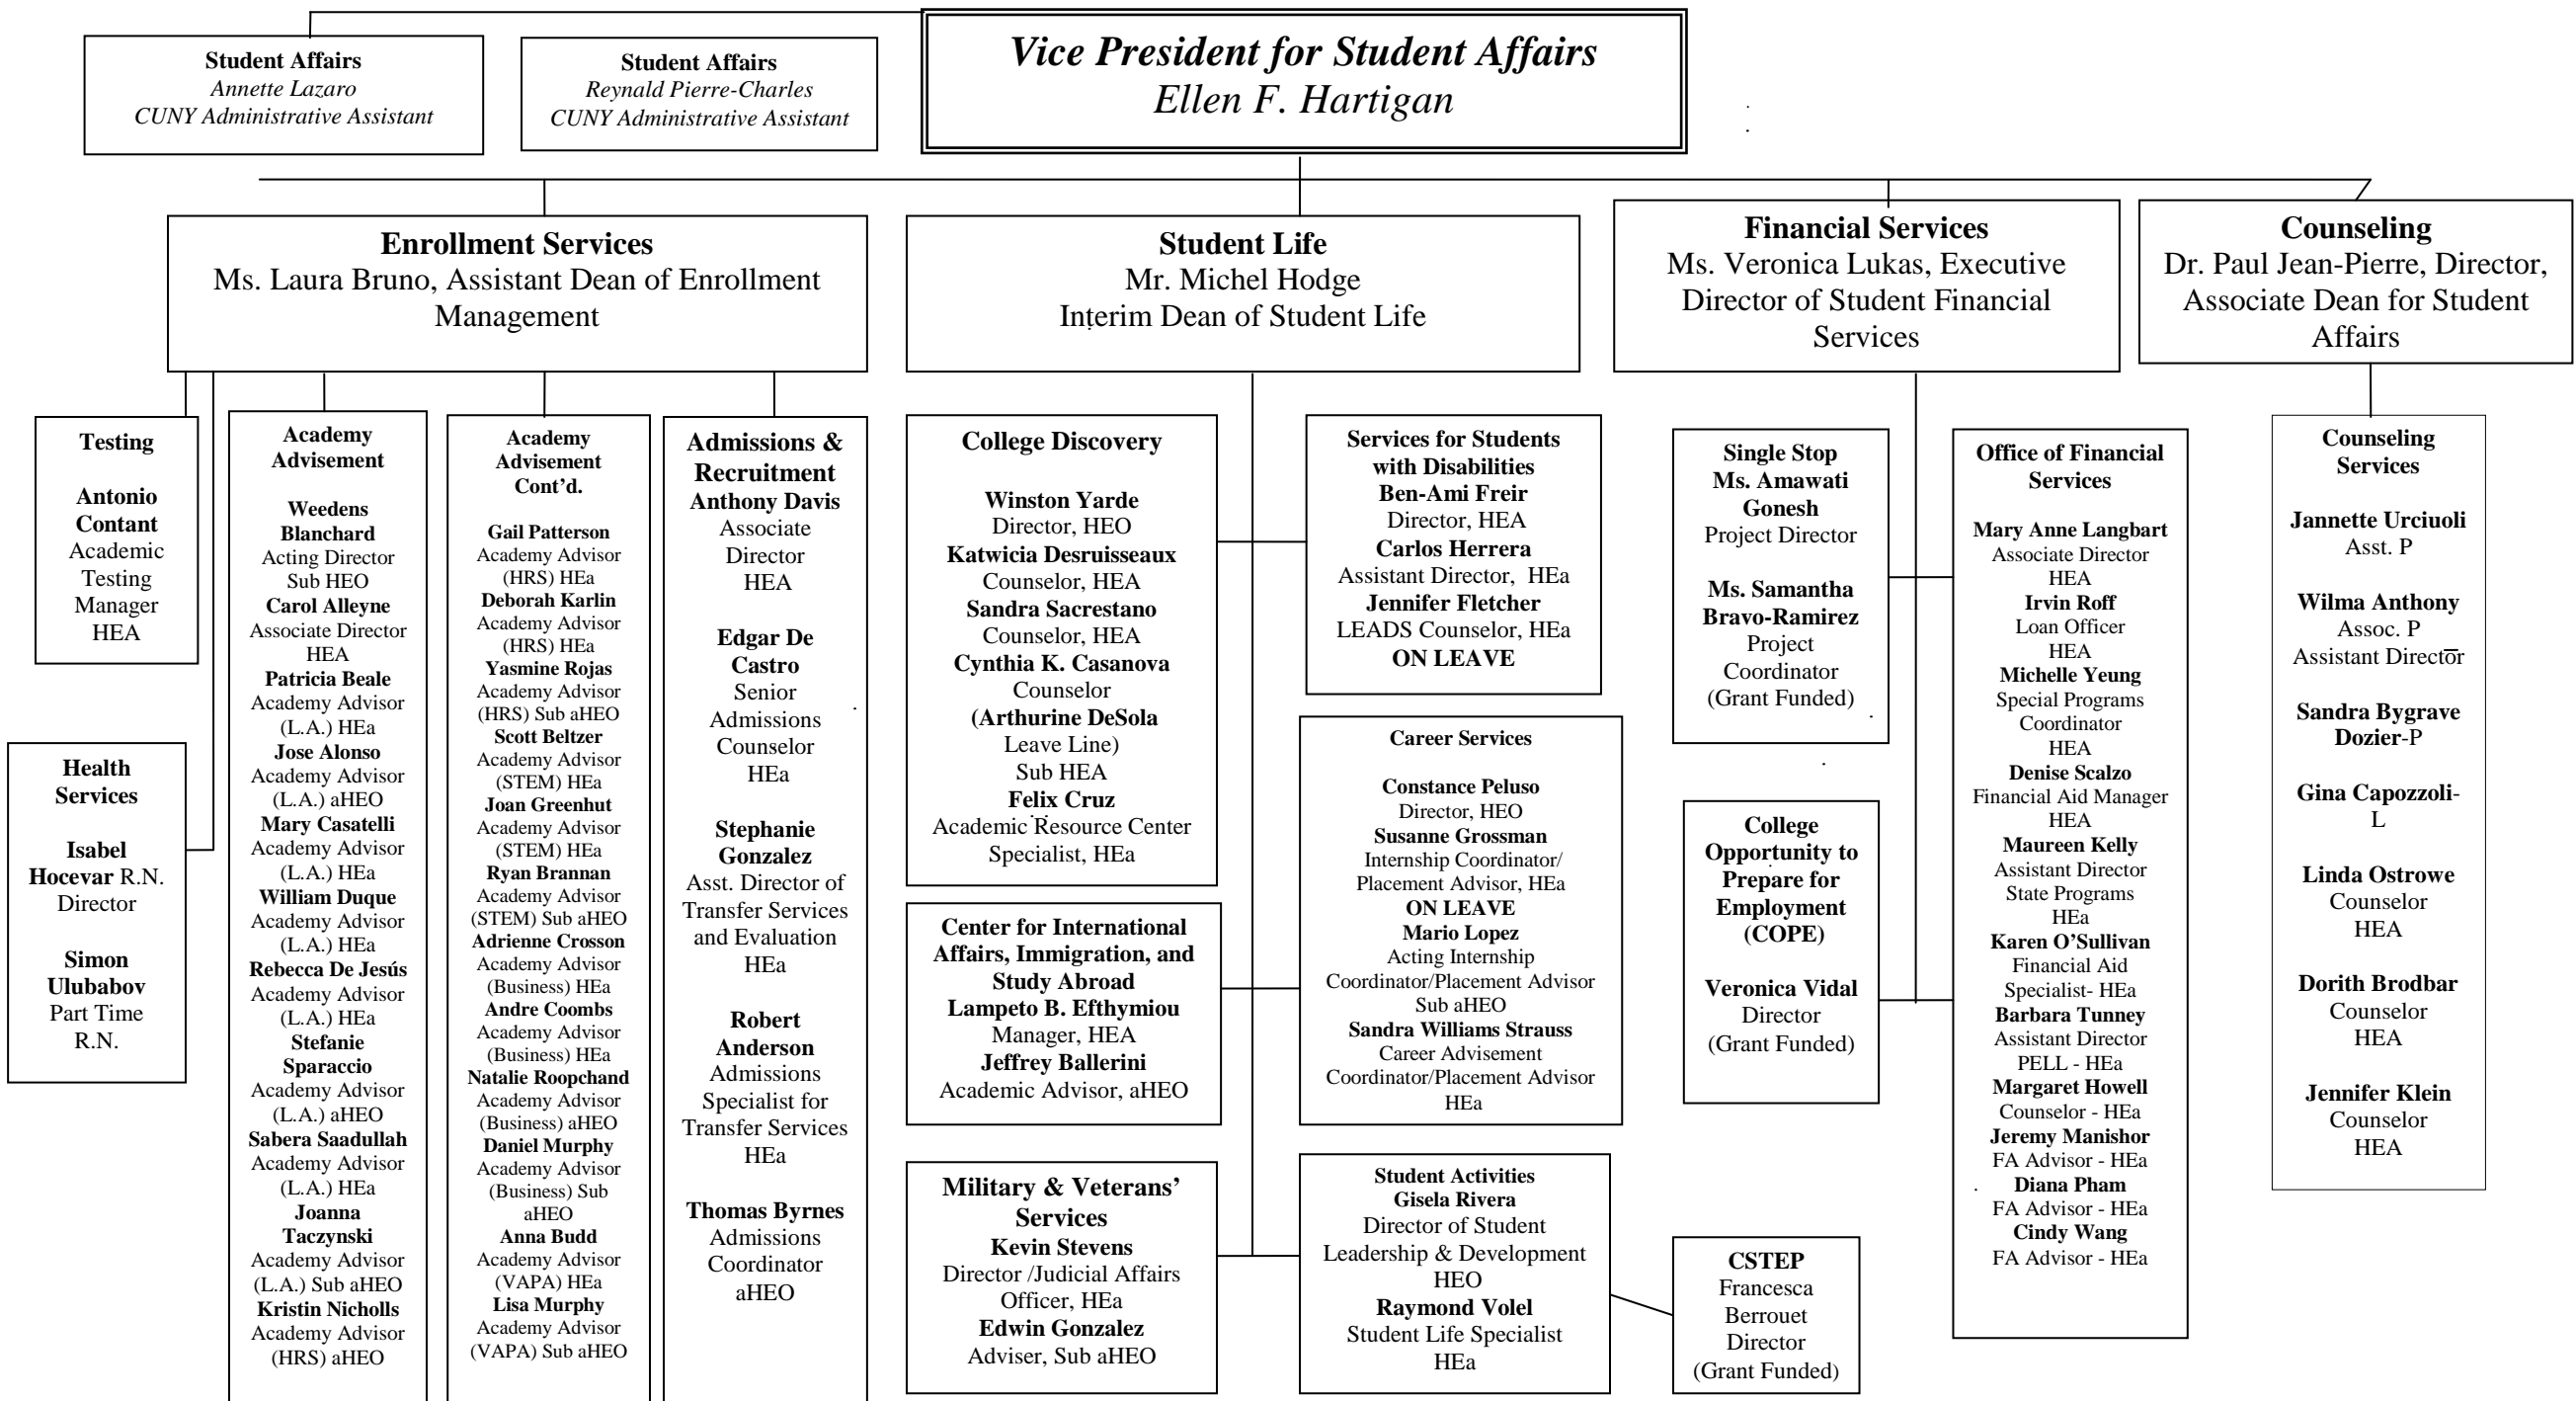 Vice President for Student Affairs
Ellen F. Hartigan
Student Affairs
Annette Lazaro
CUNY Administrative Assistant
Student Affairs
Reynald Pierre-Charles
CUNY Administrative Assistant
Enrollment Services
Ms. Laura Bruno, Assistant Dean of Enrollment
Management
Student Life
Mr. Michel Hodge
Interim Dean of Student Life
Financial Services
Ms. Veronica Lukas, Executive
Director of Student Financial
Services
Counseling
Dr. Paul Jean-Pierre, Director,
Associate Dean for Student
Affairs
Testing
Antonio
Contant
Academic
Testing
Manager
HEA
Health
Services
Isabel
Hocevar R.N.
Director
Simon
Ulubabov
Part Time
R.N.
Academy
Advisement
Weedens
Blanchard
Acting Director
Sub HEO
Carol Alleyne
Associate Director
HEA
Patricia Beale
Academy Advisor
(L.A.) HEa
Jose Alonso
Academy Advisor
(L.A.) aHEO
Mary Casatelli
Academy Advisor
(L.A.) HEa
William Duque
Academy Advisor
(L.A.) HEa
Rebecca De Jesús
Academy Advisor
(L.A.) HEa
Stefanie
Sparaccio
Academy Advisor
(L.A.) aHEO
Sabera Saadullah
Academy Advisor
(L.A.) HEa
Joanna
Taczynski
Academy Advisor
(L.A.) Sub aHEO
Kristin Nicholls
Academy Advisor
(HRS) aHEO
Academy
Advisement
Cont’d.
Gail Patterson
Academy Advisor
(HRS) HEa
Deborah Karlin
Academy Advisor
(HRS) HEa
Yasmine Rojas
Academy Advisor
(HRS) Sub aHEO
Scott Beltzer
Academy Advisor
(STEM) HEa
Joan Greenhut
Academy Advisor
(STEM) HEa
Ryan Brannan
Academy Advisor
(STEM) Sub aHEO
Adrienne Crosson
Academy Advisor
(Business) HEa
Andre Coombs
Academy Advisor
(Business) HEa
Natalie Roopchand
Academy Advisor
(Business) aHEO
Daniel Murphy
Academy Advisor
(Business) Sub
aHEO
Anna Budd
Academy Advisor
(VAPA) HEa
Lisa Murphy
Academy Advisor
(VAPA) Sub aHEO
Admissions &
Recruitment
Anthony Davis
Associate
Director
HEA
Edgar De
Castro
Senior
Admissions
Counselor
HEa
Stephanie
Gonzalez
Asst. Director of
Transfer Services
and Evaluation
HEa
Robert
Anderson
Admissions
Specialist for
Transfer Services
HEa
Thomas Byrnes
Admissions
Coordinator
aHEO
College Discovery
Winston Yarde
Director, HEO
Katwicia Desruisseaux
Counselor, HEA
Sandra Sacrestano
Counselor, HEA
Cynthia K. Casanova
Counselor
(Arthurine DeSola
Leave Line)
Sub HEA
Felix Cruz
Academic Resource Center
Specialist, HEa
Center for International
Affairs, Immigration, and
Study Abroad
Lampeto B. Efthymiou
Manager, HEA
Jeffrey Ballerini
Academic Advisor, aHEO
Military & Veterans’
Services
Kevin Stevens
Director /Judicial Affairs
Officer, HEa
Edwin Gonzalez
Adviser, Sub aHEO
Services for Students
with Disabilities
Ben-Ami Freir
Director, HEA
Carlos Herrera
Assistant Director, HEa
Jennifer Fletcher
LEADS Counselor, HEa
ON LEAVE
Career Services
Constance Peluso
Director, HEO
Susanne Grossman
Internship Coordinator/
Placement Advisor, HEa
ON LEAVE
Mario Lopez
Acting Internship
Coordinator/Placement Advisor
Sub aHEO
Sandra Williams Strauss
Career Advisement
Coordinator/Placement Advisor
HEa
Student Activities
Gisela Rivera
Director of Student
Leadership & Development
HEO
Raymond Volel
Student Life Specialist
HEa
CSTEP
Francesca
Berrouet
Director
(Grant Funded)
Single Stop
Ms. Amawati
Gonesh
Project Director
Ms. Samantha
Bravo-Ramirez
Project
Coordinator
(Grant Funded)
College
Opportunity to
Prepare for
Employment
(COPE)
Veronica Vidal
Director
(Grant Funded)
Office of Financial
Services
Mary Anne Langbart
Associate Director
HEA
Irvin Roff
Loan Officer
HEA
Michelle Yeung
Special Programs
Coordinator
HEA
Denise Scalzo
Financial Aid Manager
HEA
Maureen Kelly
Assistant Director
State Programs
HEa
Karen O’Sullivan
Financial Aid
Specialist- HEa
Barbara Tunney
Assistant Director
PELL - HEa
Margaret Howell
Counselor - HEa
Jeremy Manishor
FA Advisor - HEa
Diana Pham
FA Advisor - HEa
Cindy Wang
FA Advisor - HEa
Counseling
Services
Jannette Urciuoli
Asst. P
Wilma Anthony
Assoc. P
Assistant Director
Sandra Bygrave
Dozier-P
Gina Capozzoli-
L
Linda Ostrowe
Counselor
HEA
Dorith Brodbar
Counselor
HEA
Jennifer Klein
Counselor
HEA